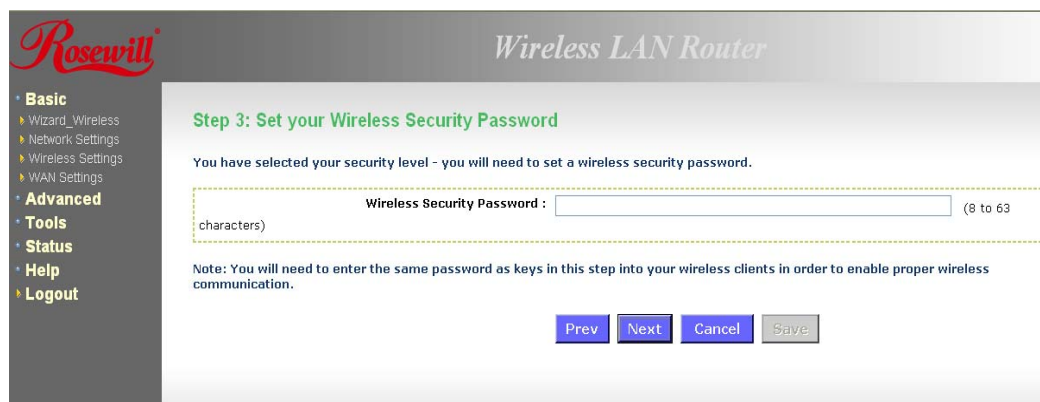 Rosewill
Wireless LAN Router
Basic
Wizard_Wireless
Network Settings
Wireless Settings
WAN Settings
Advanced
Tools
Status
Help
Logout
Step 3: Set your Wireless Security Password
You have selected your security level - you will need to set a wireless security password.
Wireless Security Password : (8 to 63
characters)
Note: You will need to enter the same password as keys in this step into your wireless clients in order to enable proper wireless
communication.
Prev Next Cancel Save